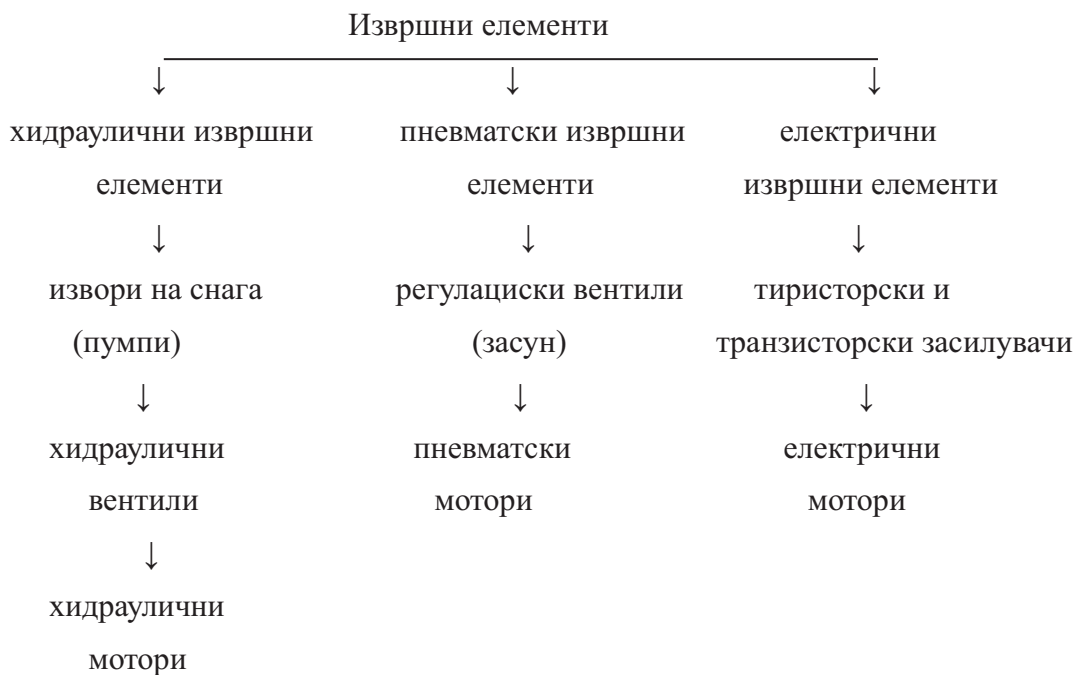 Извршни елементи
↓ ↓ ↓
хидраулични извршни пневматски извршни електрични
елементи елементи извршни елементи
↓ ↓ ↓
извори на снага регулациски вентили тиристорски и
(пумпи) (засун) транзисторски засилувачи
↓ ↓ ↓
хидраулични пневматски електрични
вентили мотори мотори
↓
хидраулични
мотори